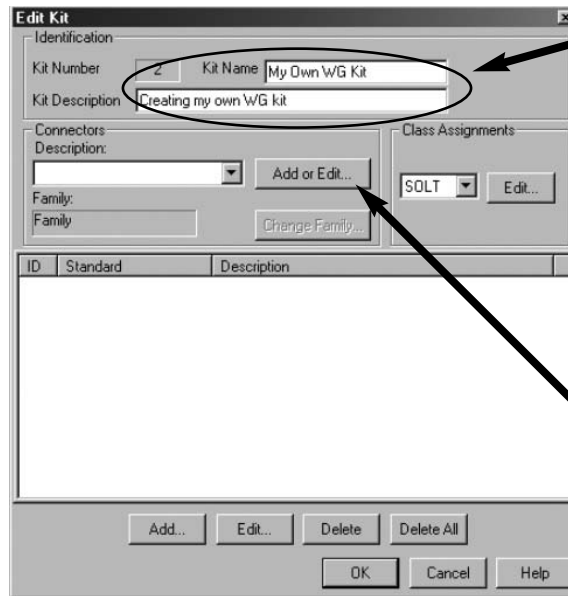 Edit Kit
Identification
Kit Number 2 Kit Name My Own WG Kit
Kit Description Creating my own WG kit
Connectors
Description:
Add or Edit...
Family:
Family
Change Family...
Class Assignments
SOLT Edit...
ID Standard Description
Add... Edit... Delete Delete All
OK Cancel Help